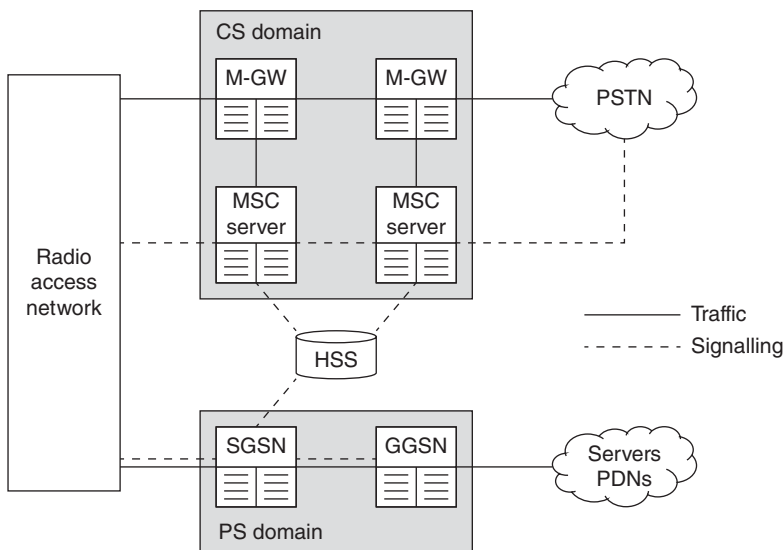 CS domain
M-GW
M-GW
PSTN
MSC
server
MSC
server
Radio
access
network
Traffic
Signalling
HSS
SGSN
GGSN
Servers
PDNs
PS domain